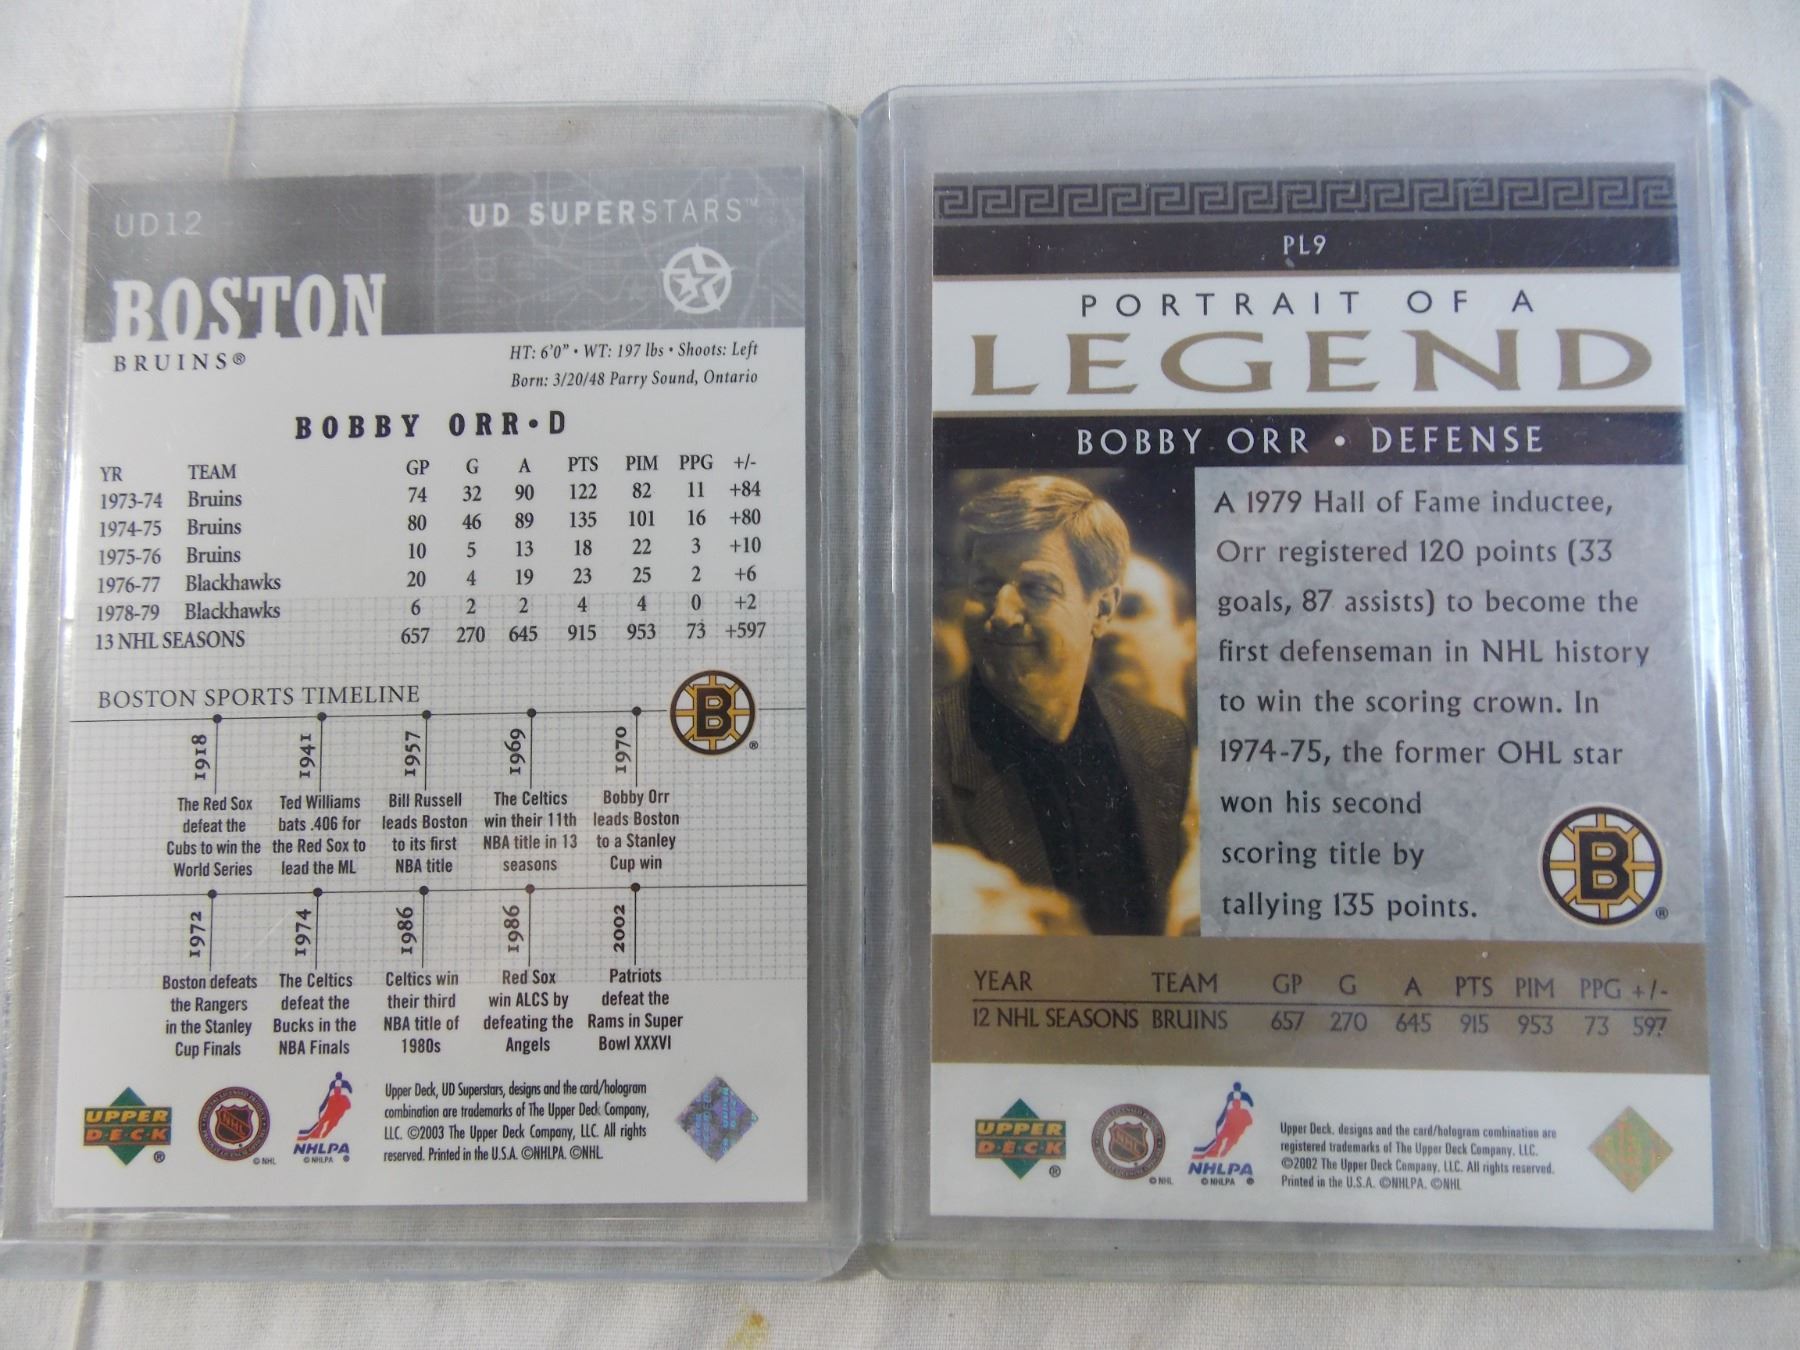 UD12
UD SUPERSTARS™
BOSTON
BRUINS®
HT: 6'0" • WT: 197 lbs • Shoots: Left
Born: 3/20/48 Parry Sound, Ontario
BOBBY ORR • D
YR TEAM GP G A PTS PIM PPG +/-
1973-74 Bruins 74 32 90 122 82 11 +84
1974-75 Bruins 80 46 89 135 101 16 +80
1975-76 Bruins 10 5 13 18 22 3 +10
1976-77 Blackhawks 20 4 19 23 25 2 +6
1978-79 Blackhawks 6 2 2 4 4 0 +2
13 NHL SEASONS 657 270 645 915 953 73 +597
BOSTON SPORTS TIMELINE
B
®
1918
The Red Sox
defeat the
Cubs to win the
World Series
1941
Ted Williams
bats .406 for
the Red Sox to
lead the ML
1957
Bill Russell
leads Boston
to its first
NBA title
1969
The Celtics
win their 11th
NBA title in 13
seasons
1970
Bobby Orr
leads Boston
to a Stanley
Cup win
1972
Boston defeats
the Rangers
in the Stanley
Cup Finals
1974
The Celtics
defeat the
Bucks in the
NBA Finals
1986
Celtics win
their third
NBA title of
1980s
1986
Red Sox
win ALCS by
defeating the
Angels
2002
Patriots
defeat the
Rams in Super
Bowl XXXVI
UPPER
DECK
®
NHL
© NHL
NHLPA
© NHLPA ®
Upper Deck, UD Superstars, designs and the card/hologram
combination are trademarks of The Upper Deck Company,
LLC. ©2003 The Upper Deck Company, LLC. All rights
reserved. Printed in the U.S.A. ©NHLPA. ©NHL.
PL9
PORTRAIT OF A
LEGEND
BOBBY ORR • DEFENSE
A 1979 Hall of Fame inductee,
Orr registered 120 points (33
goals, 87 assists) to become the
first defenseman in NHL history
to win the scoring crown. In
1974-75, the former OHL star
won his second
scoring title by
tallying 135 points.
B
®
YEAR TEAM GP G A PTS PIM PPG +/-
12 NHL SEASONS BRUINS 657 270 645 915 953 73 597
UPPER
DECK
®
NHL
© NHL
NHLPA
© NHLPA ®
Upper Deck, designs and the card/hologram combination are
registered trademarks of The Upper Deck Company, LLC.
©2002 The Upper Deck Company, LLC. All rights reserved.
Printed in the U.S.A. ©NHLPA. ©NHL